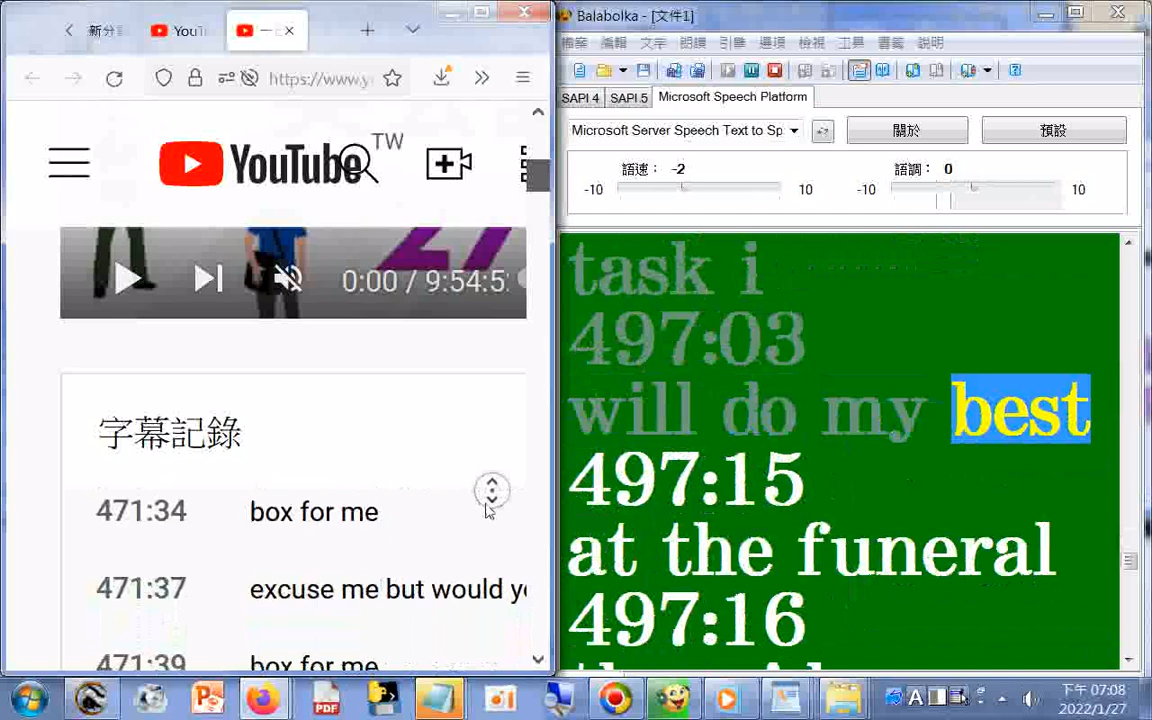 新分
YouT
一
https://www.y
YouTube
TW
27
0:00 / 9:54:5
字幕記錄
471:34 box for me
471:37 excuse me but would yo
471:39 box for me
Balabolka - [文件1]
檔案 編輯 文字 朗讀 引擎 選項 檢視 工具 書籤 說明
SAPI 4 SAPI 5 Microsoft Speech Platform
Microsoft Server Speech Text to Sp
關於
預設
語速： -2
語調： 0
-10 10 -10 10
task i
497:03
will do my best
497:15
at the funeral
497:16
PDF
A
下午 07:08
2022/1/27